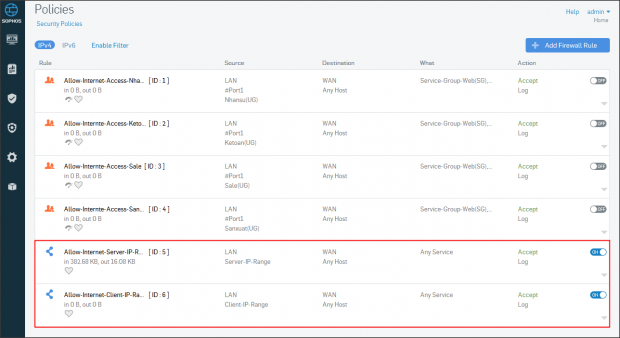 SOPHOS
Policies
Security Policies
Help admin
Home
IPv4 IPv6 Enable Filter
+ Add Firewall Rule
Rule Source Destination What Action
Allow-Internet-Access-Nha... [ ID : 1 ] LAN WAN Service-Group-Web(SG),... Accept OFF
in 0 B, out 0 B #Port1 Any Host Log
Nhansu(UG)
Allow-Internte-Access-Keto... [ ID : 2 ] LAN WAN Service-Group-Web(SG),... Accept OFF
in 0 B, out 0 B #Port1 Any Host Log
Ketoan(UG)
Allow-Internte-Access-Sale [ ID : 3 ] LAN WAN Service-Group-Web(SG),... Accept OFF
in 0 B, out 0 B #Port1 Any Host Log
Sale(UG)
Allow-Internte-Access-San... [ ID : 4 ] LAN WAN Service-Group-Web(SG),... Accept OFF
in 0 B, out 0 B #Port1 Any Host Log
Sanxuat(UG)
Allow-Internet-Server-IP-R... [ ID : 5 ] LAN WAN Any Service Accept ON
in 382.68 KB, out 16.08 KB Server-IP-Range Any Host Log
Allow-Internet-Client-IP-Ra... [ ID : 6 ] LAN WAN Any Service Accept ON
in 0 B, out 0 B Client-IP-Range Any Host Log